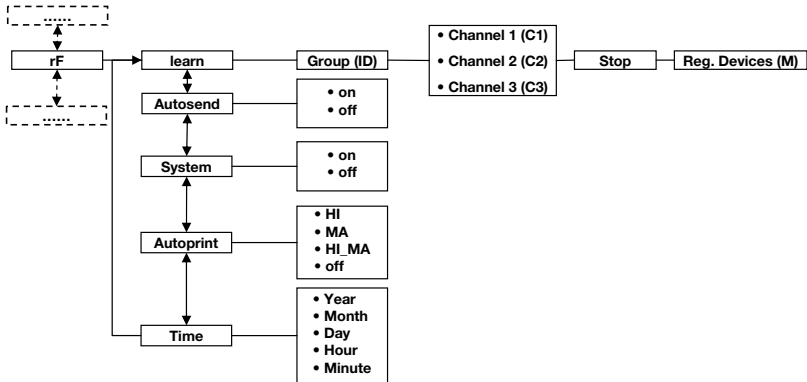 ......
rF
......
learn
Group (ID)
• Channel 1 (C1)
• Channel 2 (C2)
• Channel 3 (C3)
Stop
Reg. Devices (M)
Autosend
• on
• off
System
• on
• off
Autoprint
• HI
• MA
• HI_MA
• off
Time
• Year
• Month
• Day
• Hour
• Minute